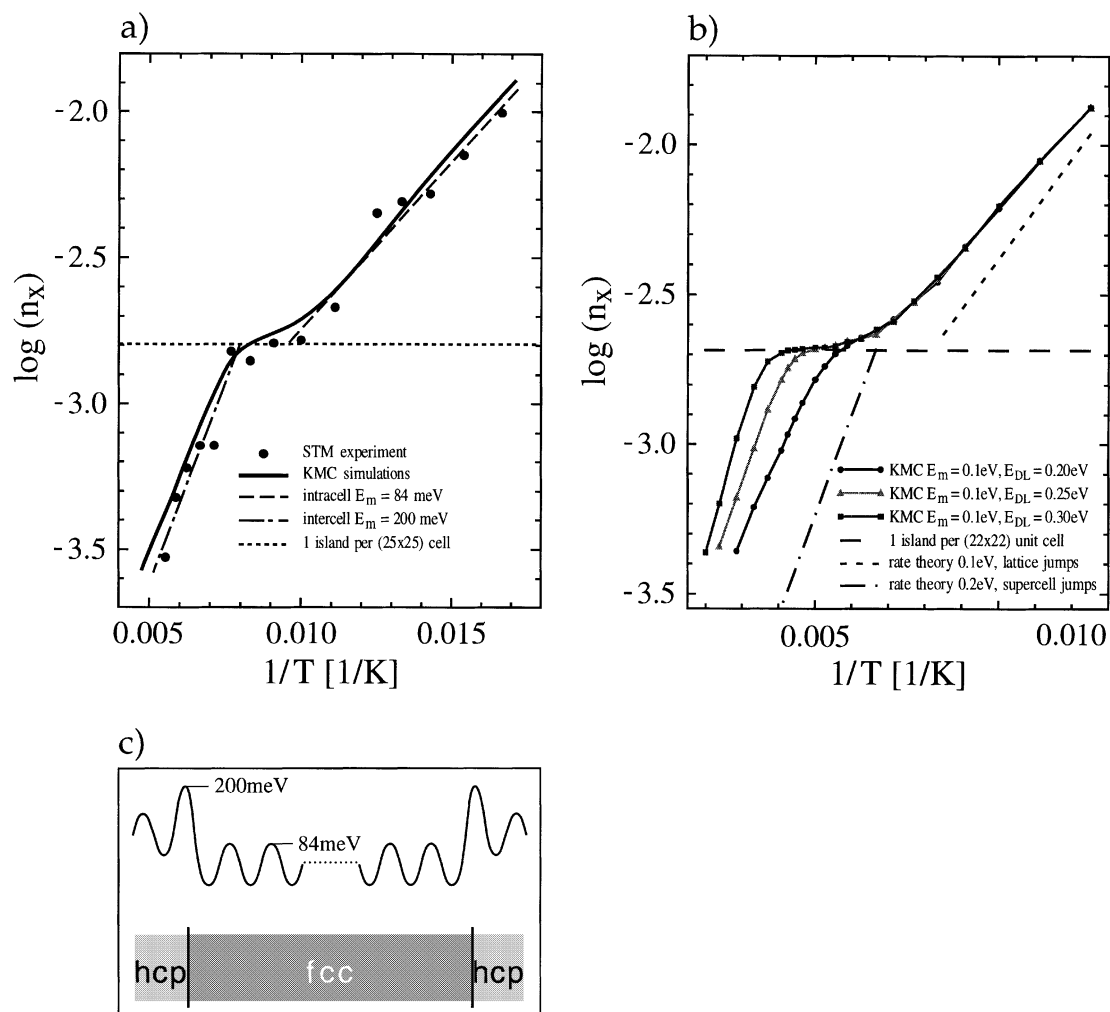 a)
-2.0
-2.5
-3.0
-3.5
log (nX)
0.005 0.010 0.015
1/T [1/K]
STM experiment
KMC simulations
intracell Em = 84 meV
intercell Em = 200 meV
1 island per (25x25) cell
b)
-2.0
-2.5
-3.0
-3.5
log (nX)
0.005 0.010
1/T [1/K]
KMC Em = 0.1eV, EDL = 0.20eV
KMC Em = 0.1eV, EDL = 0.25eV
KMC Em = 0.1eV, EDL = 0.30eV
1 island per (22x22) unit cell
rate theory 0.1eV, lattice jumps
rate theory 0.2eV, supercell jumps
c)
200meV
84meV
hcp fcc hcp